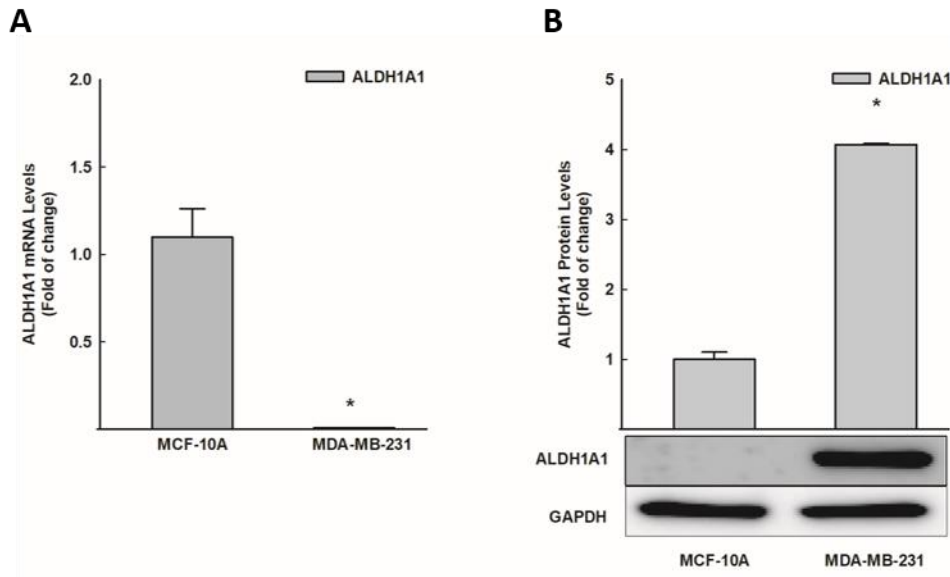 A
ALDH1A1 mRNA Levels
(Fold of change)
2.0
1.5
1.0
0.5
ALDH1A1
*
MCF-10A
MDA-MB-231
B
ALDH1A1 Protein Levels
(Fold of change)
5
4
3
2
1
ALDH1A1
*
ALDH1A1
GAPDH
MCF-10A
MDA-MB-231